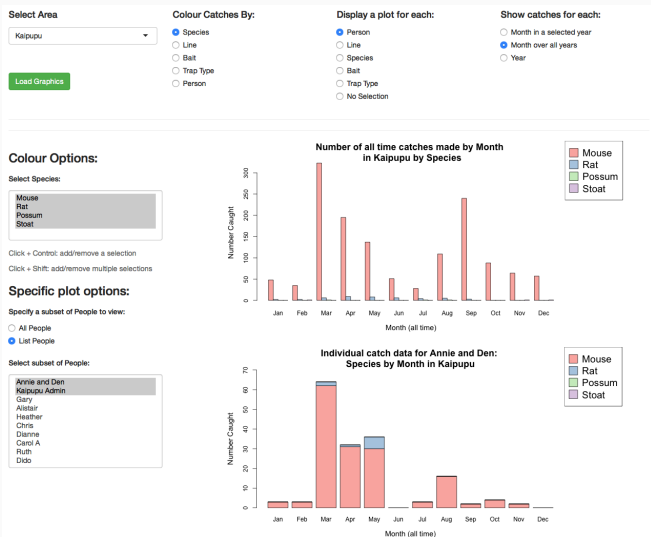 Select Area
Kaipupu
Load Graphics
Colour Catches By:
Species
Line
Bait
Trap Type
Person
Display a plot for each:
Person
Line
Species
Bait
Trap Type
No Selection
Show catches for each:
Month in a selected year
Month over all years
Year
Colour Options:
Select Species:
Mouse
Rat
Possum
Stoat
Click + Control: add/remove a selection
Click + Shift: add/remove multiple selections
Specific plot options:
Specify a subset of People to view:
All People
List People
Select subset of People:
Annie and Den
Kaipupu Admin
Gary
Alistair
Heather
Chris
Dianne
Carol A
Ruth
Dido
Number of all time catches made by Month
in Kaipupu by Species
Number Caught
300
250
200
150
100
50
0
Jan Feb Mar Apr May Jun Jul Aug Sep Oct Nov Dec
Month (all time)
Mouse
Rat
Possum
Stoat
Individual catch data for Annie and Den:
Species by Month in Kaipupu
Number Caught
70
60
50
40
30
20
10
0
Jan Feb Mar Apr May Jun Jul Aug Sep Oct Nov Dec
Month (all time)
Mouse
Rat
Possum
Stoat